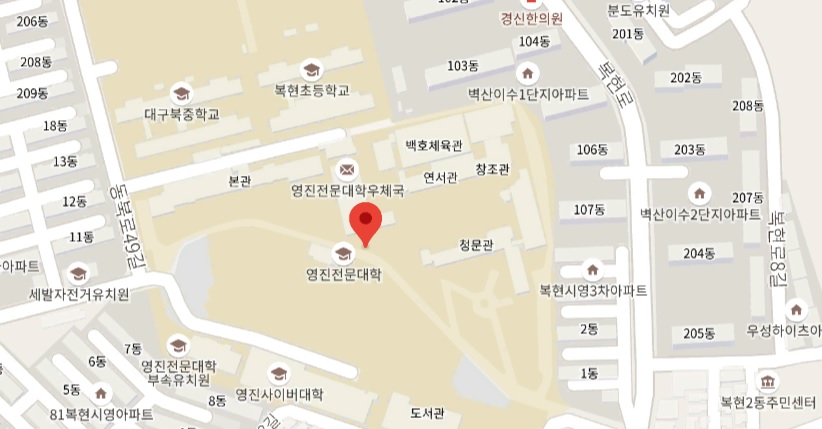 102동
206동
경신한의원
분도유치원
201동
104동
208동
103동
202동
복현초등학교
벽산이수1단지아파트
복현로
209동
대구북중학교
208동
18동
백호체육관
106동
203동
13동
본관
영진전문대학우체국
연서관
창조관
12동
동북로49길
107동
벽산이수2단지아파트
207동
11동
청문관
204동
복현로8길
아파트
세발자전거유치원
영진전문대학
복현시영3차아파트
2동
205동
우성하이츠아
7동
6동
영진전문대학
부속유치원
1동
5동
영진사이버대학
81복현시영아파트
8동
도서관
복현2동주민센터
2길